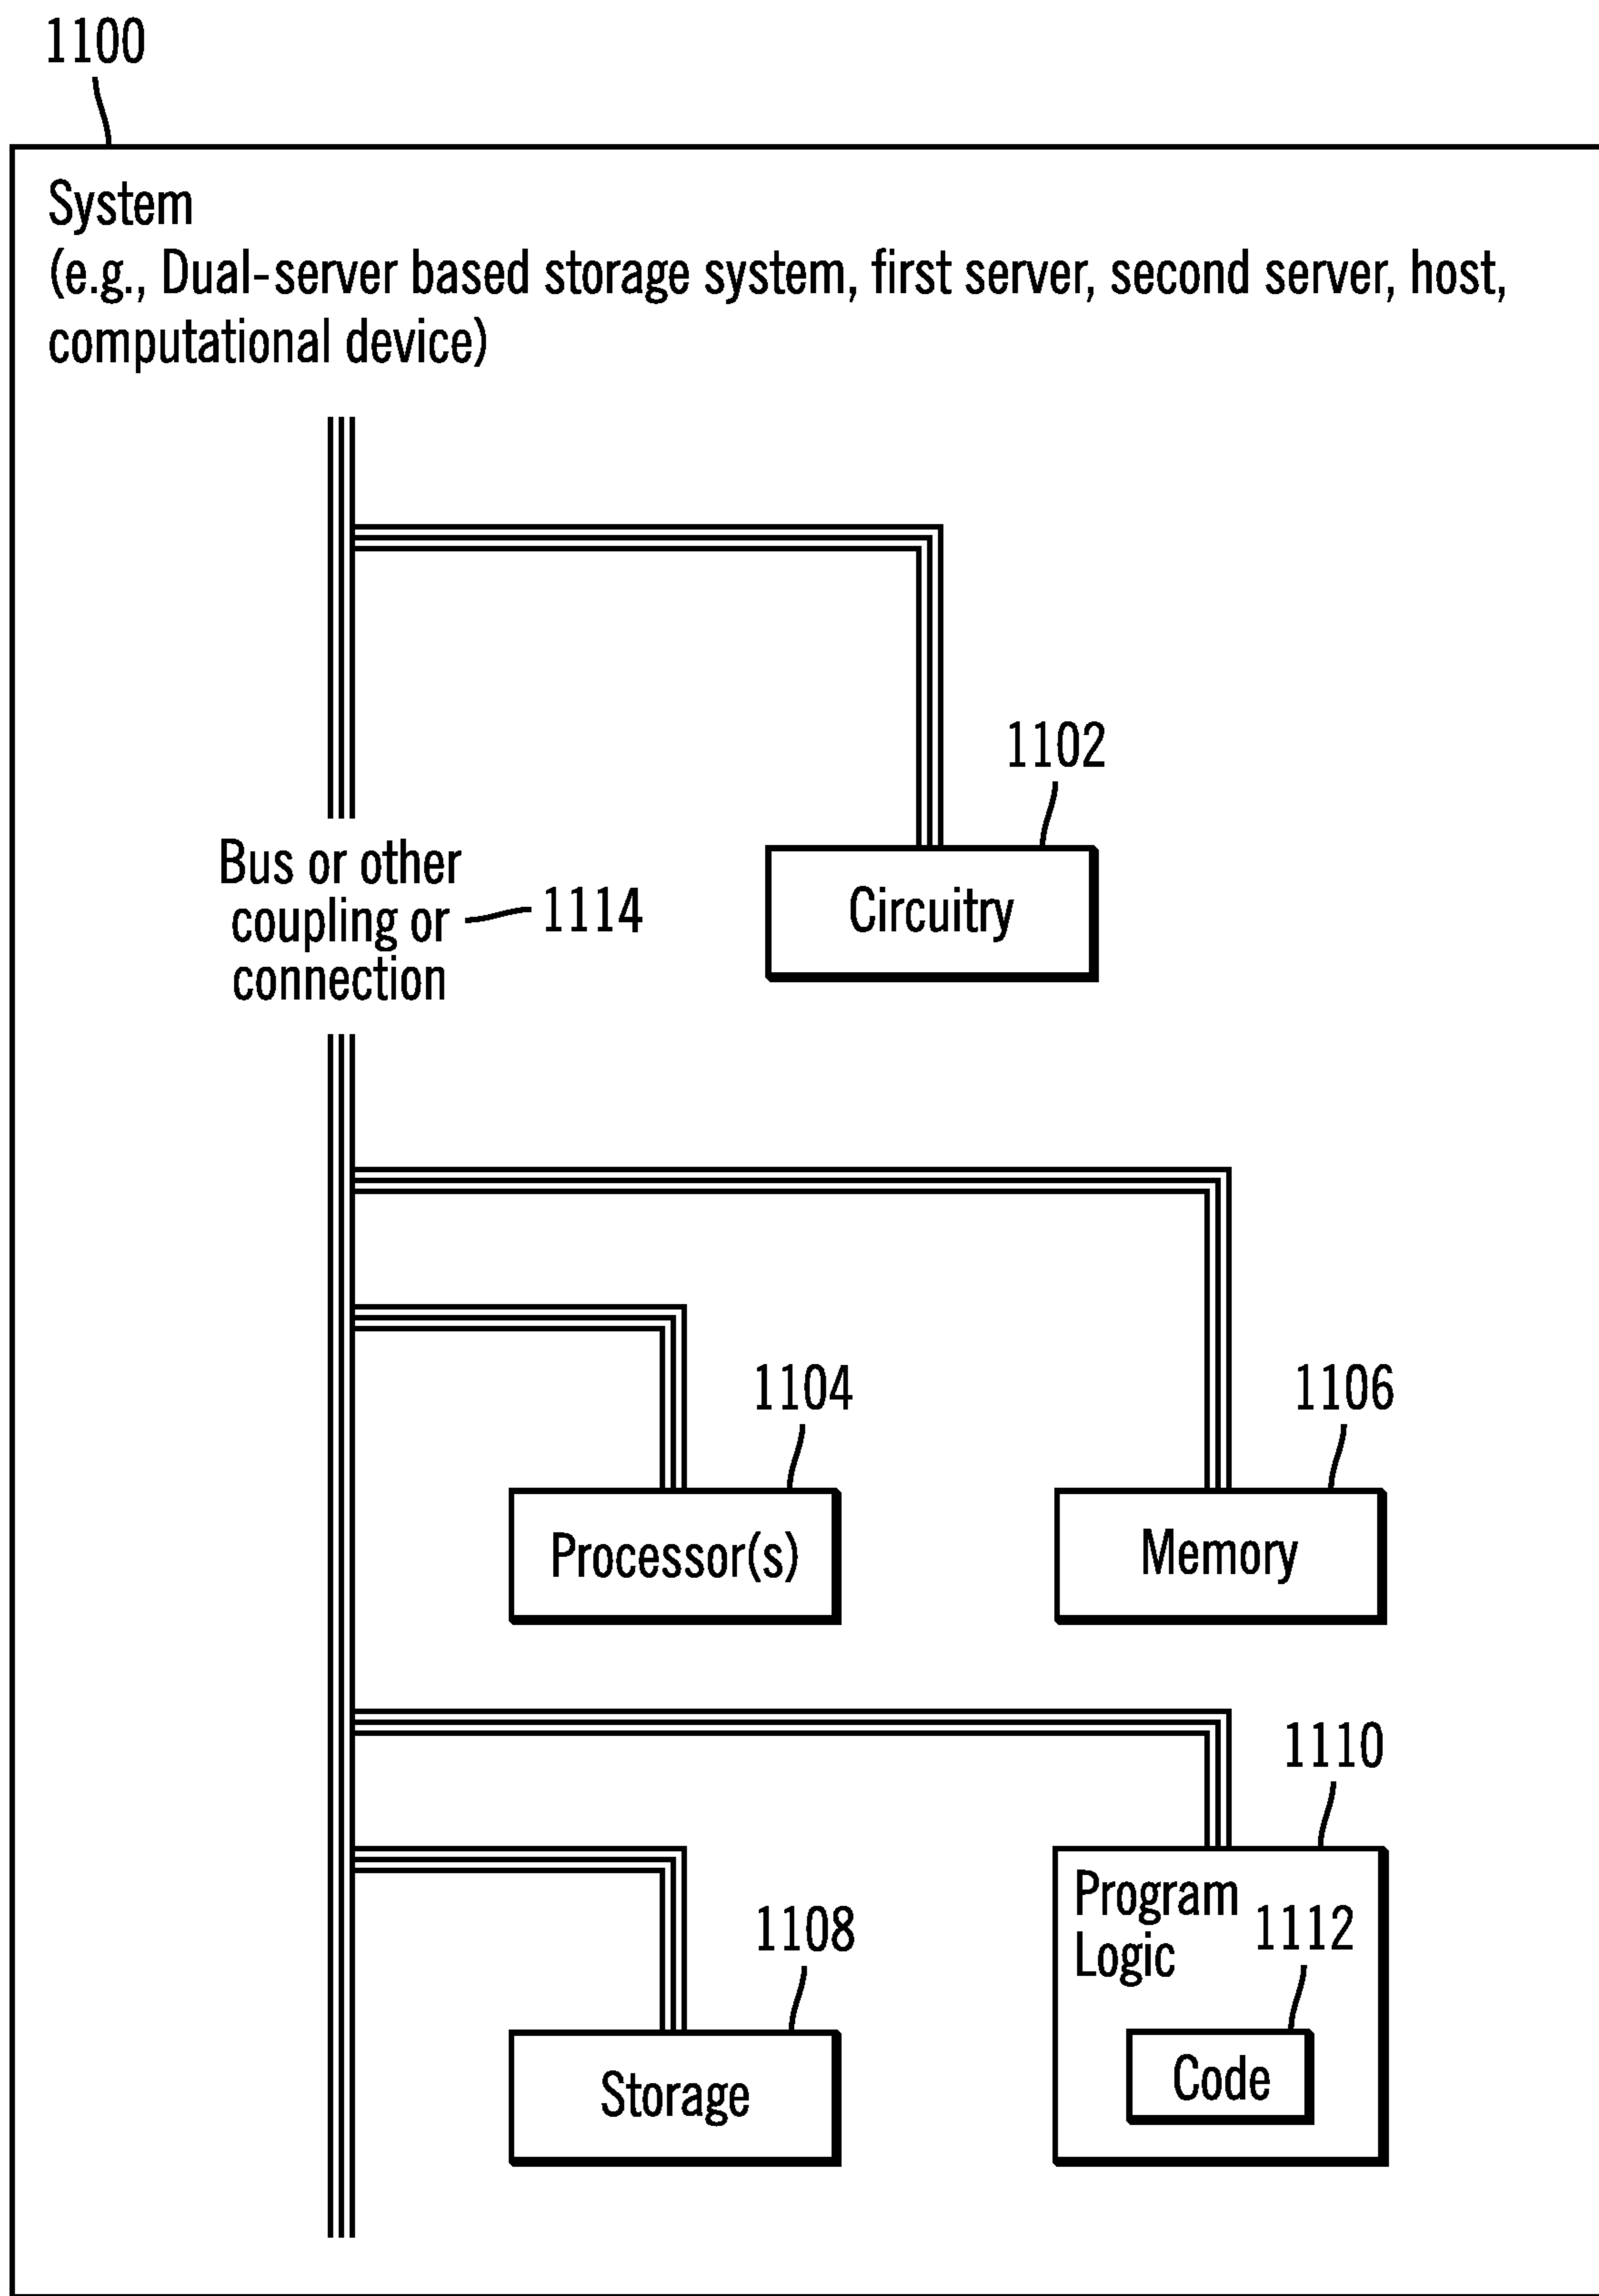 1100
System
(e.g., Dual-server based storage system, first server, second server, host,
computational device)
1102
Circuitry
Bus or other
coupling or
connection
1114
1104
Processor(s)
1106
Memory
1108
Storage
1110
Program
Logic
1112
Code